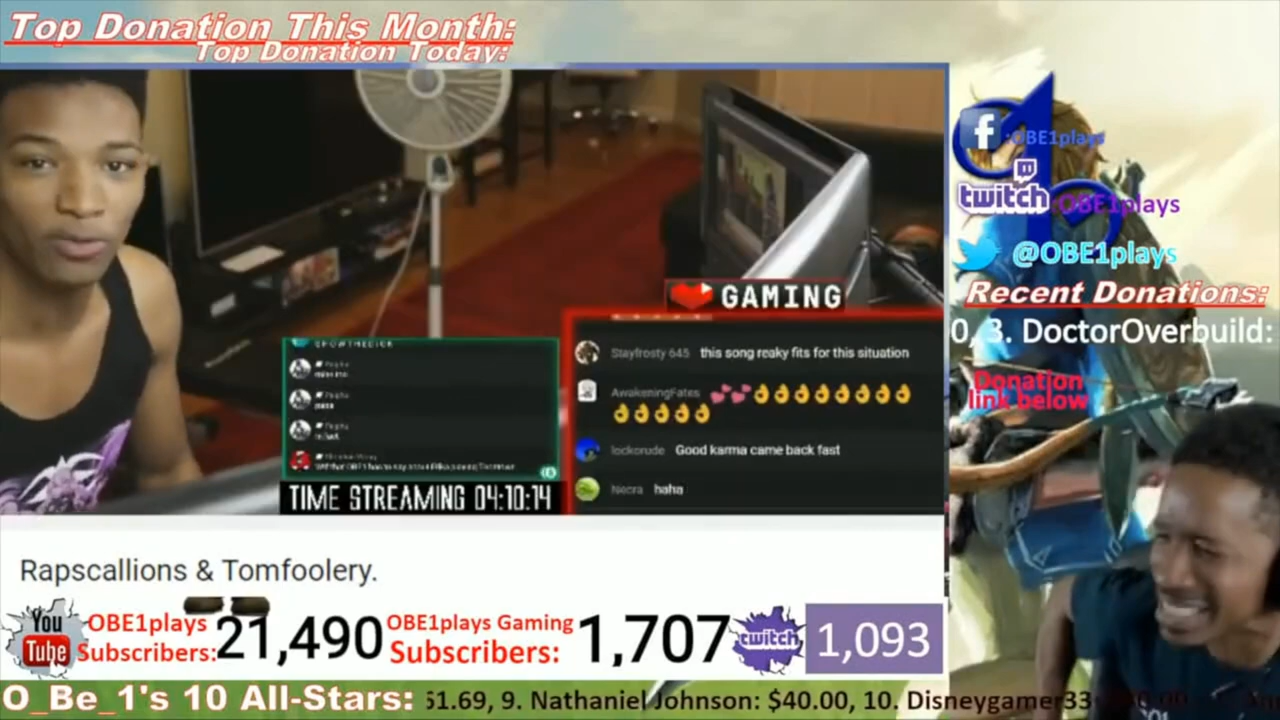 Top Donation This Month:
Top Donation Today:
OBE1plays
twitch
OBE1plays
@OBE1plays
Recent Donations:
0, 3. DoctorOverbuild:
Donation
link below
GAMING
Stayfrosty 645 this song reaky fits for this situation
AwakeningFates 💞💞👌👌👌👌👌👌👌👌
👌👌👌👌👌
lockorude Good karma came back fast
Necra haha
TIME STREAMING 04:10:14
Rapscallions & Tomfoolery.
You
Tube
OBE1plays
Subscribers:
21,490
OBE1plays Gaming
Subscribers:
1,707
twitch
1,093
O_Be_1's 10 All-Stars:
51.69, 9. Nathaniel Johnson: $40.00, 10. Disneygamer33: